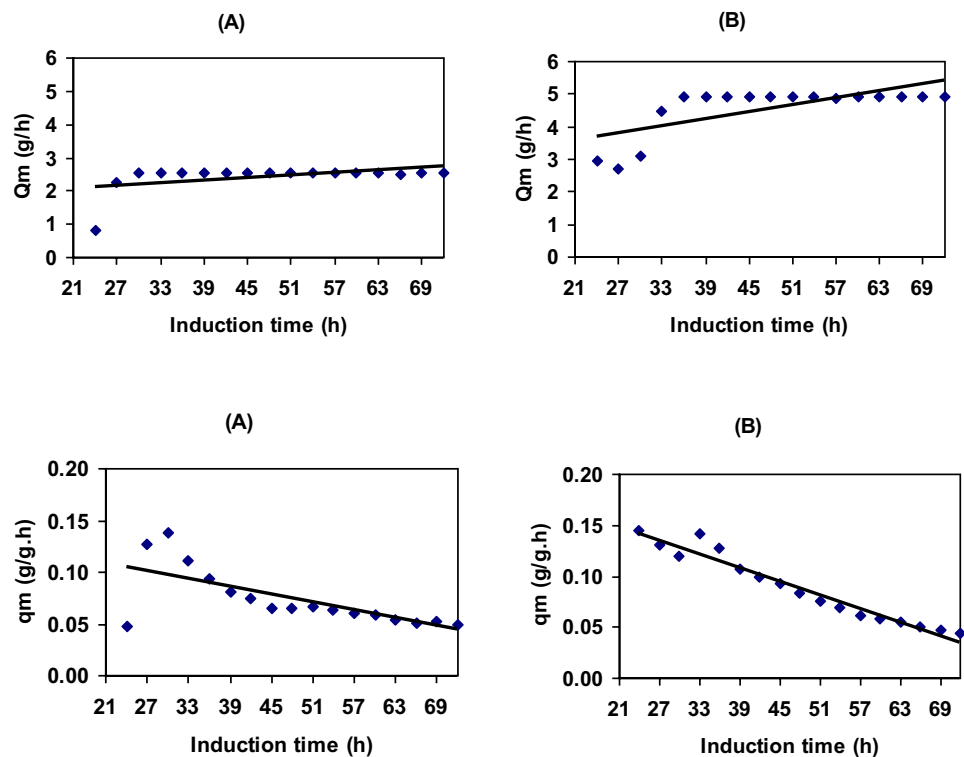 (A)
Qm (g/h)
6
5
4
3
2
1
0
21 27 33 39 45 51 57 63 69
Induction time (h)
(B)
Qm (g/h)
6
5
4
3
2
1
0
21 27 33 39 45 51 57 63 69
Induction time (h)
(A)
qm (g/g.h)
0.20
0.15
0.10
0.05
0.00
21 27 33 39 45 51 57 63 69
Induction time (h)
(B)
qm (g/g.h)
0.20
0.15
0.10
0.05
0.00
21 27 33 39 45 51 57 63 69
Induction time (h)